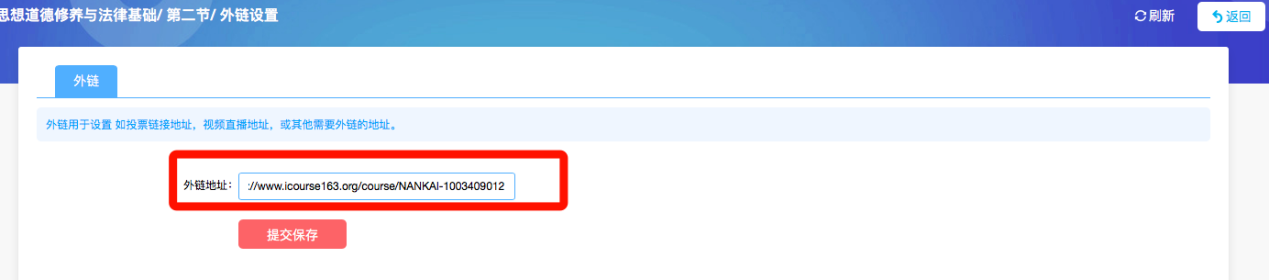 思想道德修养与法律基础/ 第二节/ 外链设置
刷新
返回
外链
外链用于设置 如投票链接地址，视频直播地址，或其他需要外链的地址。
外链地址： ://www.icourse163.org/course/NANKAI-1003409012
提交保存